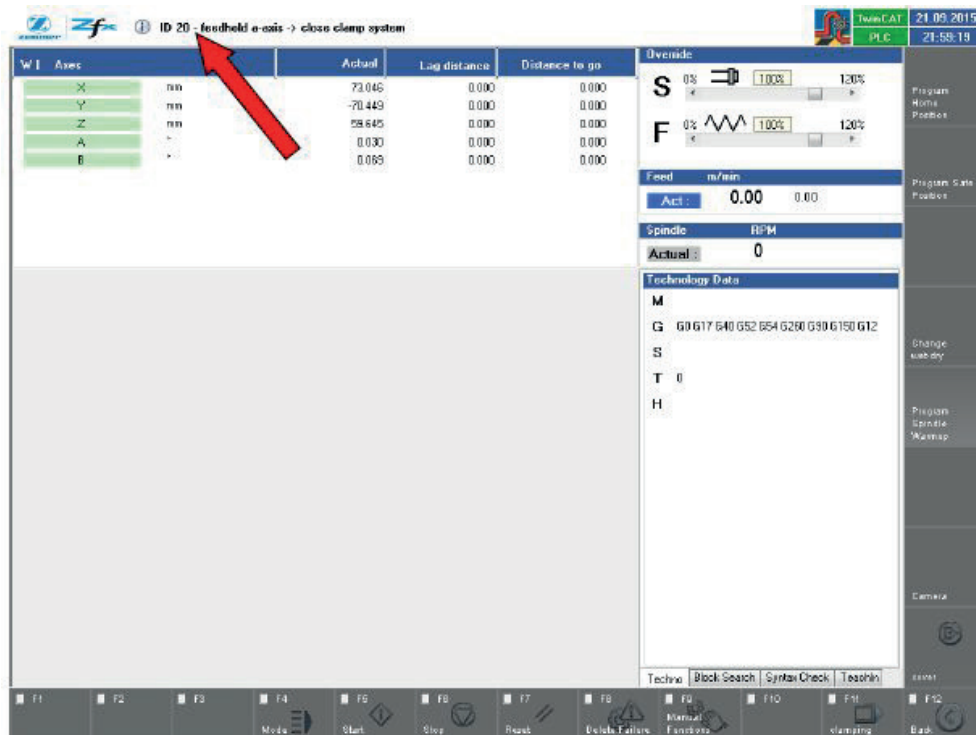 Zfx
ID 20 - feedhold a-axis -> close clamp system
TwinCAT 21.09.2015
PLC 21:59:19
W1 Axes Actual Lag distance Distance to go
X mm 73.046 0.000 0.000
Y mm -70.449 0.000 0.000
Z mm 59.645 0.000 0.000
A ° 0.030 0.000 0.000
B ° 0.069 0.000 0.000
Override
S 0% 100% 120%
F 0% 100% 120%
Feed m/min
Act : 0.00 0.00
Spindle RPM
Actual : 0
Technology Data
M
G G0 G17 G40 G52 G54 G260 G90 G150 G12
S
T 0
H
Techno Block Search Syntax Check TeachIn
Program
Home
Position
Program Safe
Position
Change
wet-dry
Program
Spindle
Warmup
Camera
F1 F2 F3 F4 F5 F6 F7 F8 F9 F10 F11 F12
Mode Start Stop Reset Delete Failure Manual Functions clamping Back